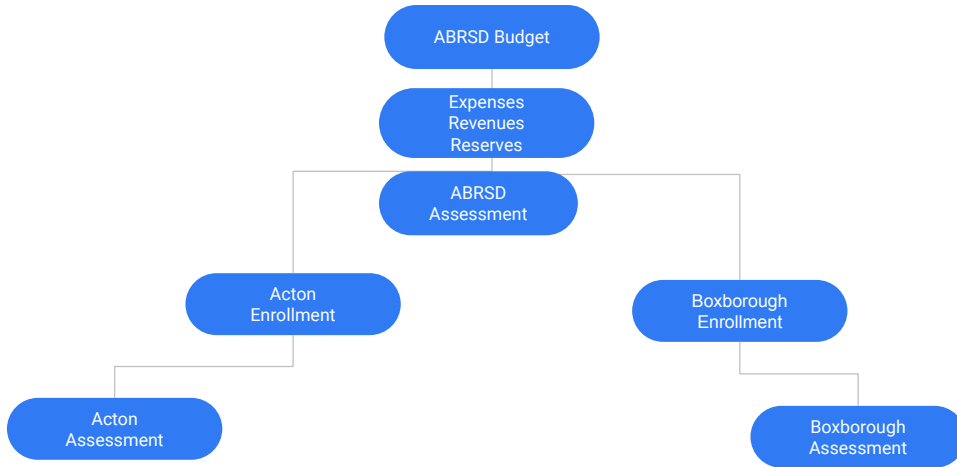 ABRSD Budget
Expenses
Revenues
Reserves
ABRSD
Assessment
Acton
Enrollment
Boxborough
Enrollment
Acton
Assessment
Boxborough
Assessment